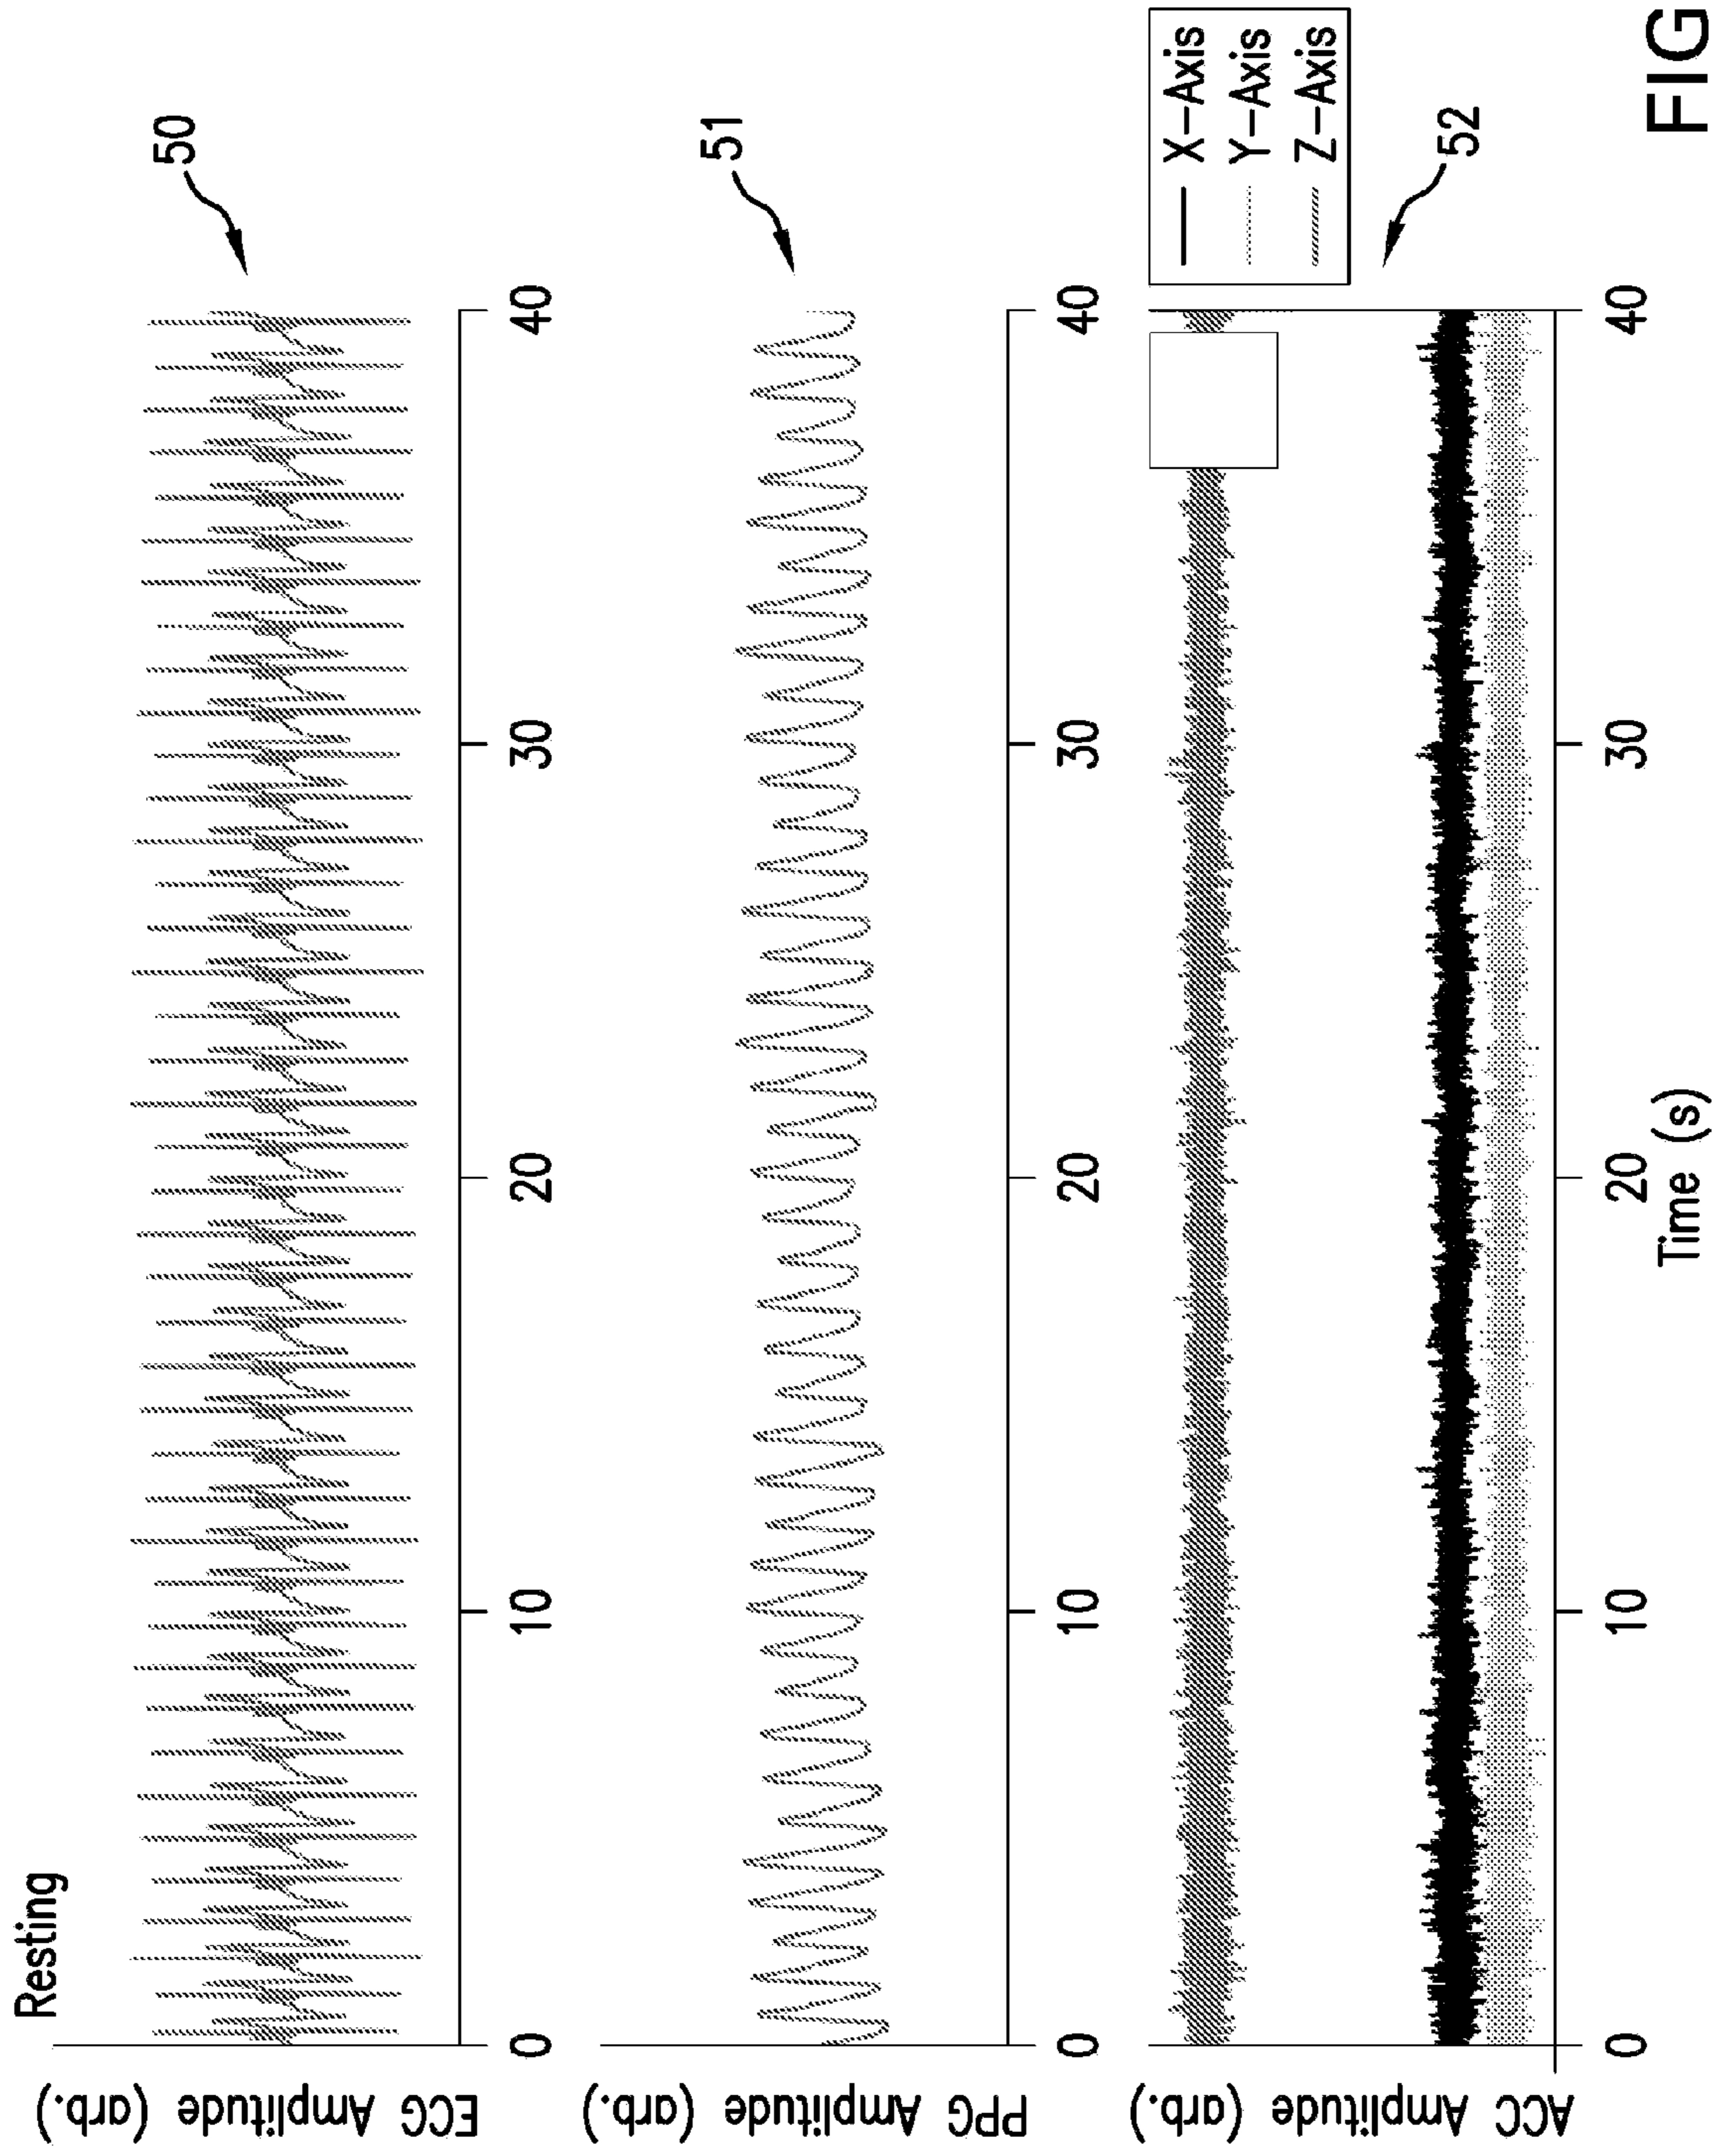 Resting
ECG Amplitude (arb.)
50
0
10
20
30
40
PPG Amplitude (arb.)
51
0
10
20
30
40
ACC Amplitude (arb.)
X-Axis
Y-Axis
Z-Axis
52
0
10
20
30
40
Time (s)
FIG